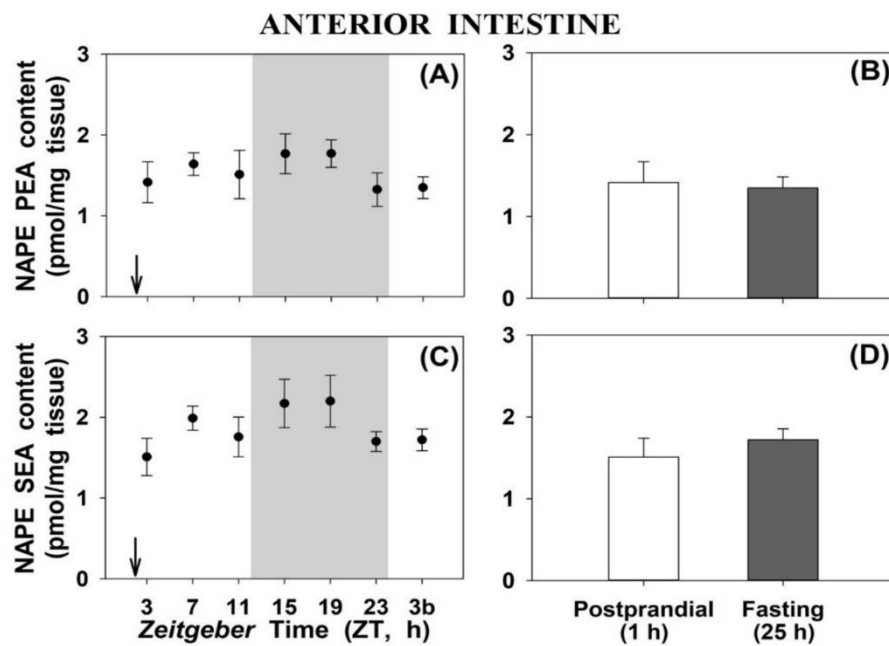 ANTERIOR INTESTINE
NAPE PEA content
(pmol/mg tissue)
3
2
1
0
(A)
3
2
1
0
(B)
NAPE SEA content
(pmol/mg tissue)
3
2
1
0
(C)
3 7 11 15 19 23 3b
Zeitgeber Time (ZT, h)
3
2
1
0
(D)
Postprandial Fasting
(1 h) (25 h)